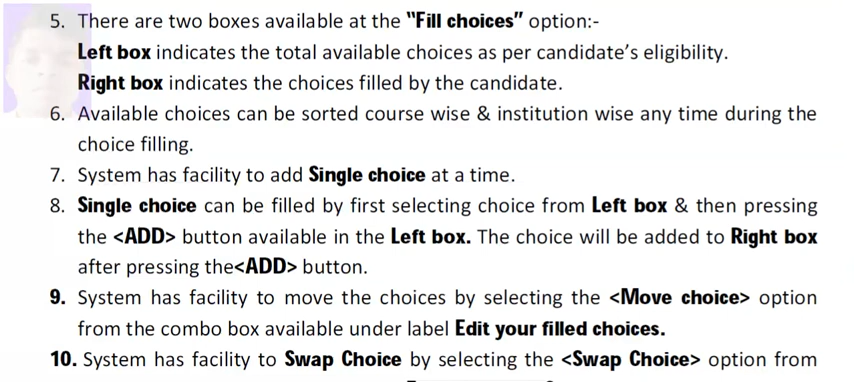 5. There are two boxes available at the “Fill choices” option:-
Left box indicates the total available choices as per candidate’s eligibility.
Right box indicates the choices filled by the candidate.
6. Available choices can be sorted course wise & institution wise any time during the
choice filling.
7. System has facility to add Single choice at a time.
8. Single choice can be filled by first selecting choice from Left box & then pressing
the <ADD> button available in the Left box. The choice will be added to Right box
after pressing the<ADD> button.
9. System has facility to move the choices by selecting the <Move choice> option
from the combo box available under label Edit your filled choices.
10. System has facility to Swap Choice by selecting the <Swap Choice> option from